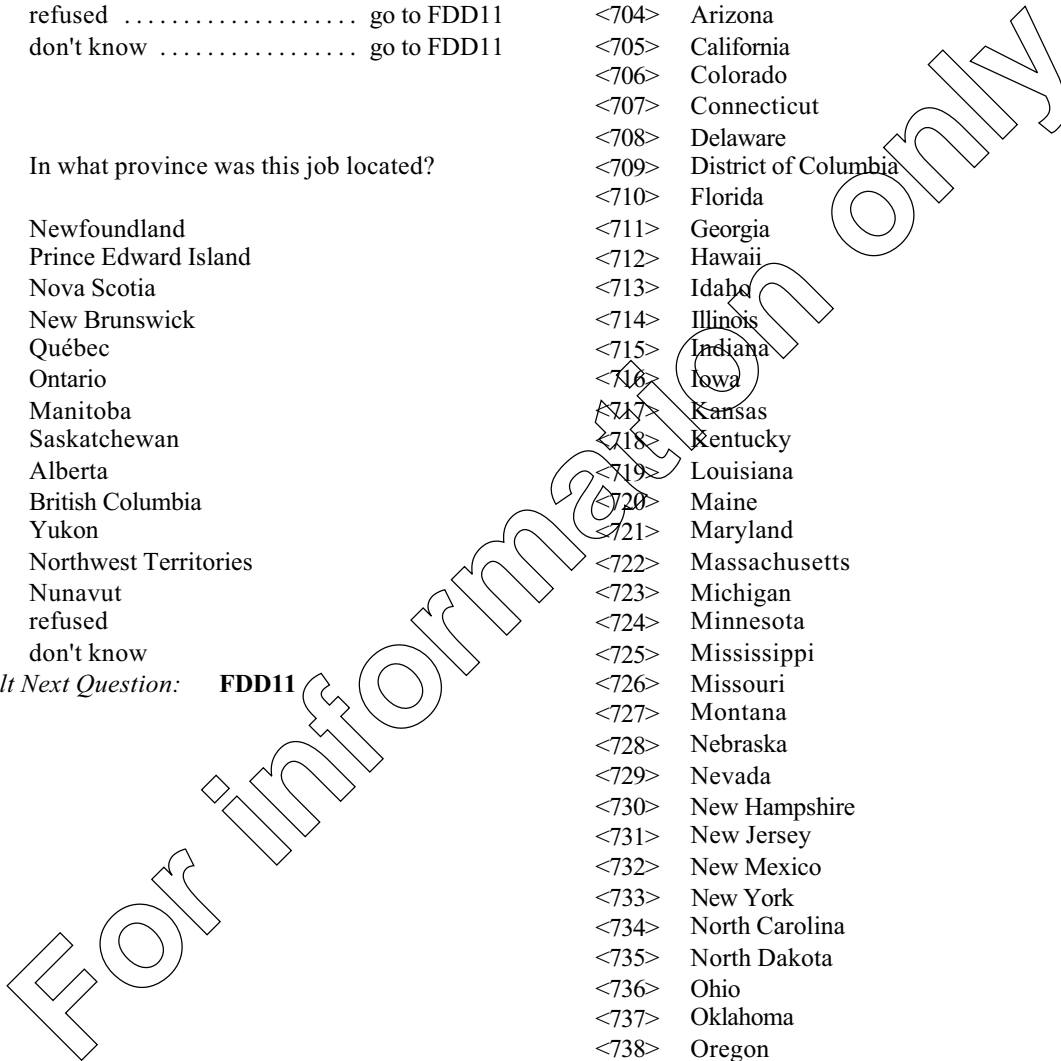 refused ..................... go to FDD11
don't know .................. go to FDD11
In what province was this job located?
Newfoundland
Prince Edward Island
Nova Scotia
New Brunswick
Québec
Ontario
Manitoba
Saskatchewan
Alberta
British Columbia
Yukon
Northwest Territories
Nunavut
refused
don't know
lt Next Question: FDD11
<704> Arizona
<705> California
<706> Colorado
<707> Connecticut
<708> Delaware
<709> District of Columbia
<710> Florida
<711> Georgia
<712> Hawaii
<713> Idaho
<714> Illinois
<715> Indiana
<716> Iowa
<717> Kansas
<718> Kentucky
<719> Louisiana
<720> Maine
<721> Maryland
<722> Massachusetts
<723> Michigan
<724> Minnesota
<725> Mississippi
<726> Missouri
<727> Montana
<728> Nebraska
<729> Nevada
<730> New Hampshire
<731> New Jersey
<732> New Mexico
<733> New York
<734> North Carolina
<735> North Dakota
<736> Ohio
<737> Oklahoma
<738> Oregon
For information only